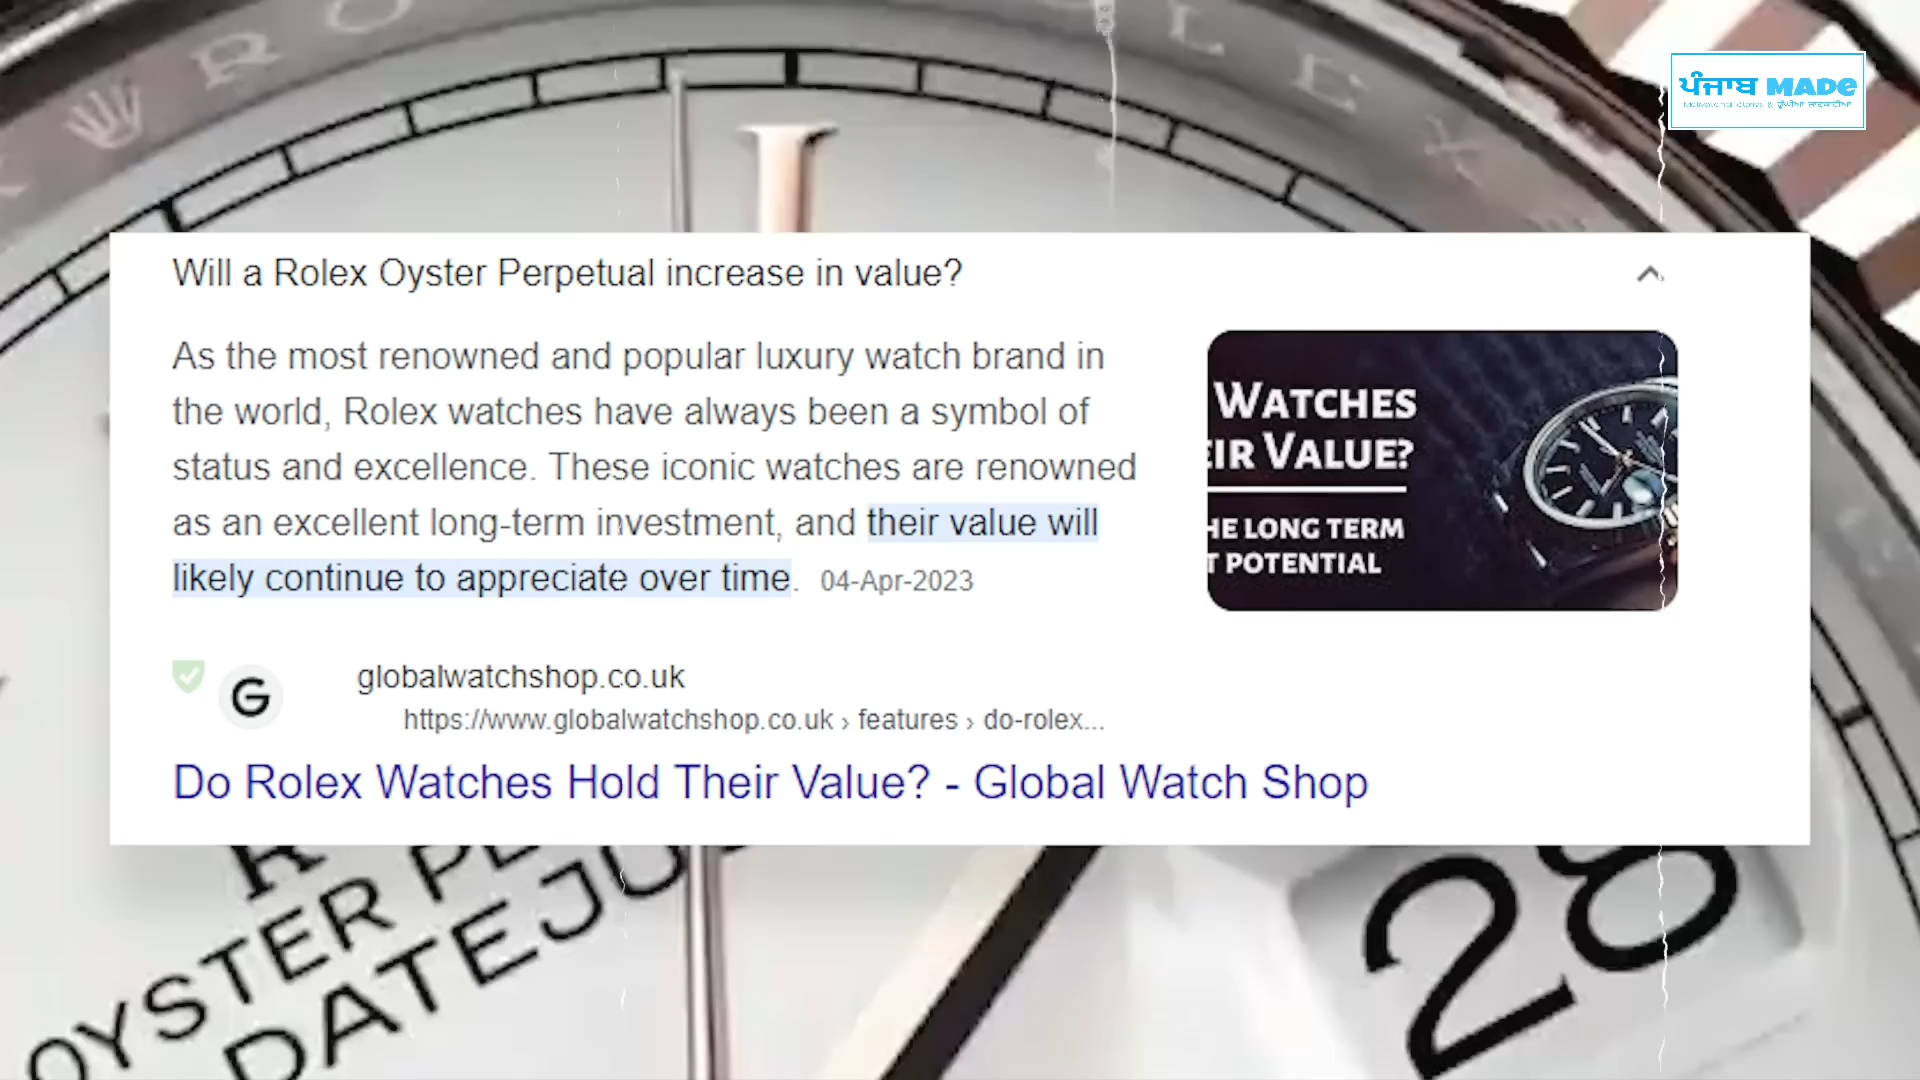 ROLEX
ਪੰਜਾਬ MADe
Will a Rolex Oyster Perpetual increase in value?
As the most renowned and popular luxury watch brand in
the world, Rolex watches have always been a symbol of
status and excellence. These iconic watches are renowned
as an excellent long-term investment, and their value will
likely continue to appreciate over time. 04-Apr-2023
WATCHES
EIR VALUE?
HE LONG TERM
T POTENTIAL
G
globalwatchshop.co.uk
https://www.globalwatchshop.co.uk › features › do-rolex...
Do Rolex Watches Hold Their Value? - Global Watch Shop
OYSTER PE
DATEJU
28